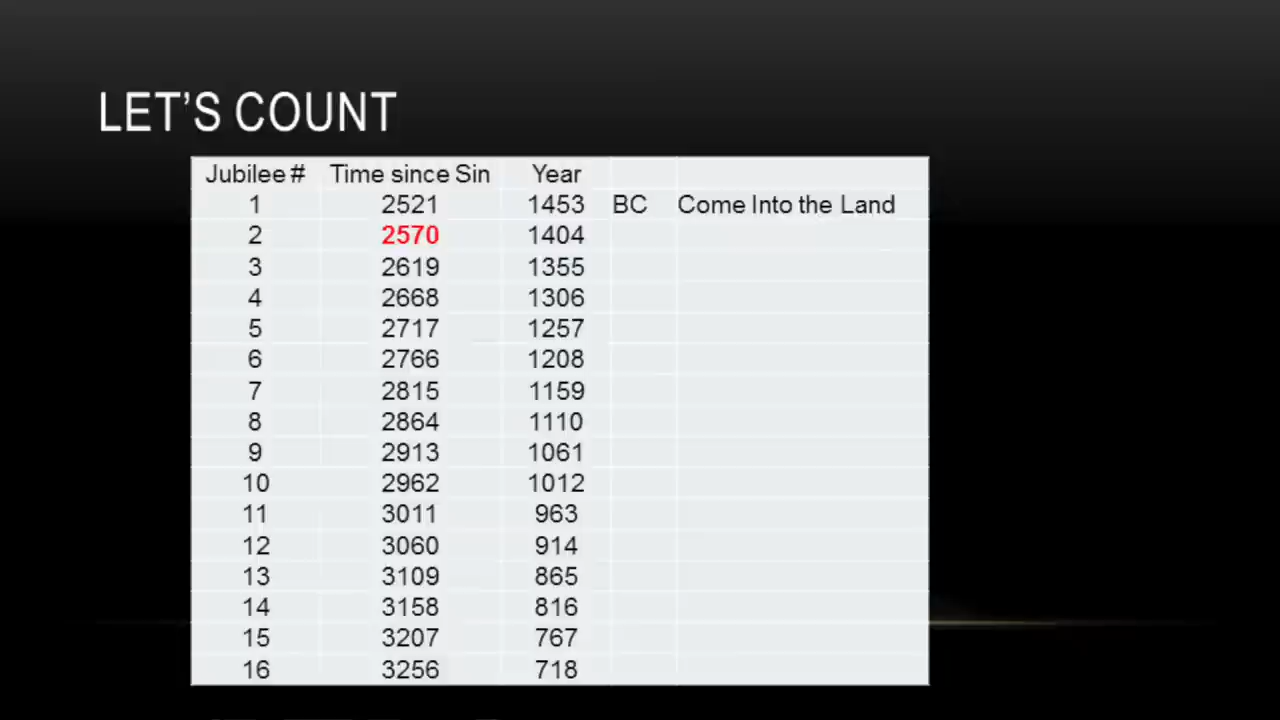 LET'S COUNT
Jubilee # Time since Sin Year
1 2521 1453 BC Come Into the Land
2 2570 1404
3 2619 1355
4 2668 1306
5 2717 1257
6 2766 1208
7 2815 1159
8 2864 1110
9 2913 1061
10 2962 1012
11 3011 963
12 3060 914
13 3109 865
14 3158 816
15 3207 767
16 3256 718